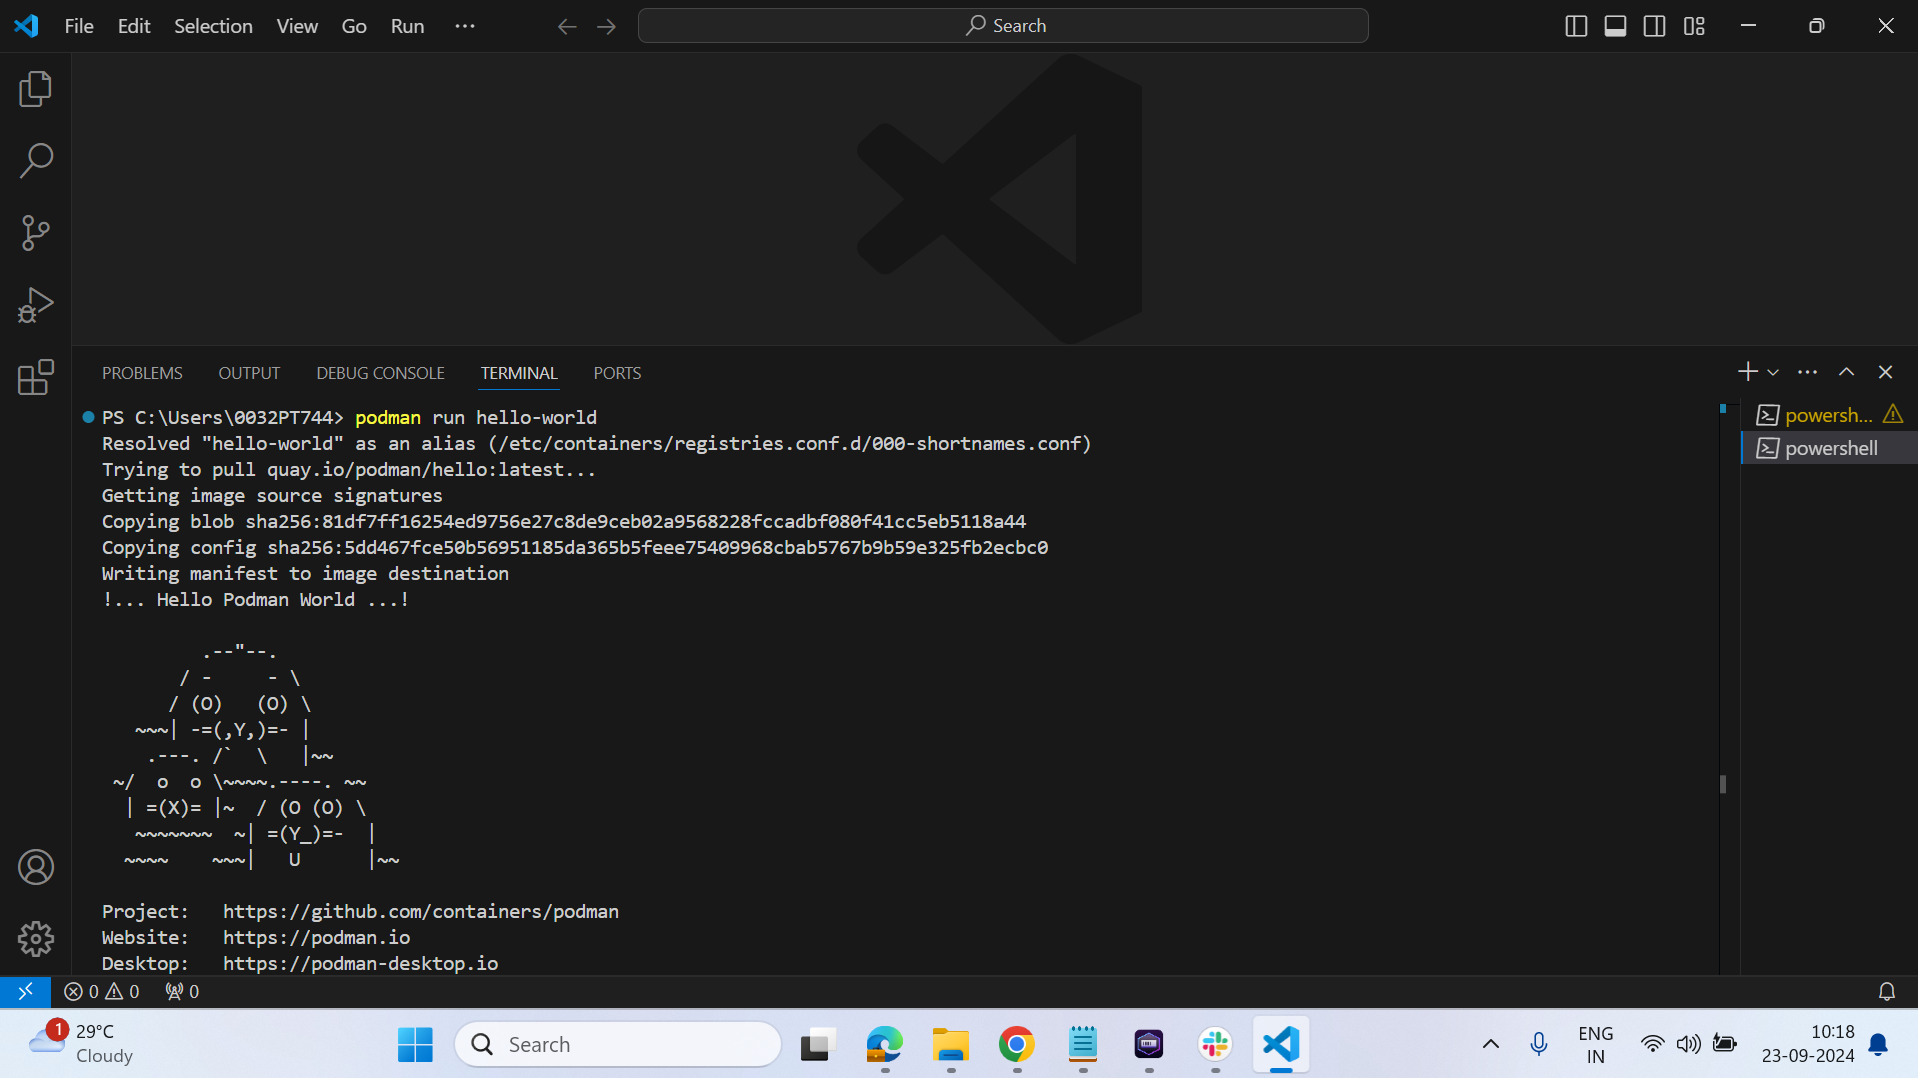 File Edit Selection View Go Run ···
Search
PROBLEMS OUTPUT DEBUG CONSOLE TERMINAL PORTS
PS C:\Users\0032PT744> podman run hello-world
Resolved "hello-world" as an alias (/etc/containers/registries.conf.d/000-shortnames.conf)
Trying to pull quay.io/podman/hello:latest...
Getting image source signatures
Copying blob sha256:81df7ff16254ed9756e27c8de9ceb02a9568228fccadbf080f41cc5eb5118a44
Copying config sha256:5dd467fce50b56951185da365b5feee75409968cbab5767b9b59e325fb2ecbc0
Writing manifest to image destination
!... Hello Podman World ...!
         .--"--.
       / -     - \
      / (O)   (O) \
   ~~~| -=(,Y,)=- |
    .---. /`  \   |~~
 ~/  o  o \~~~~.----. ~~
  | =(X)= |~  / (O (O) \
   ~~~~~~~  ~| =(Y_)=-  |
  ~~~~    ~~~|   U      |~~
Project:   https://github.com/containers/podman
Website:   https://podman.io
Desktop:   https://podman-desktop.io
powersh...
powershell
0 0 0
1
29°C
Cloudy
Search
ENG
IN
10:18
23-09-2024